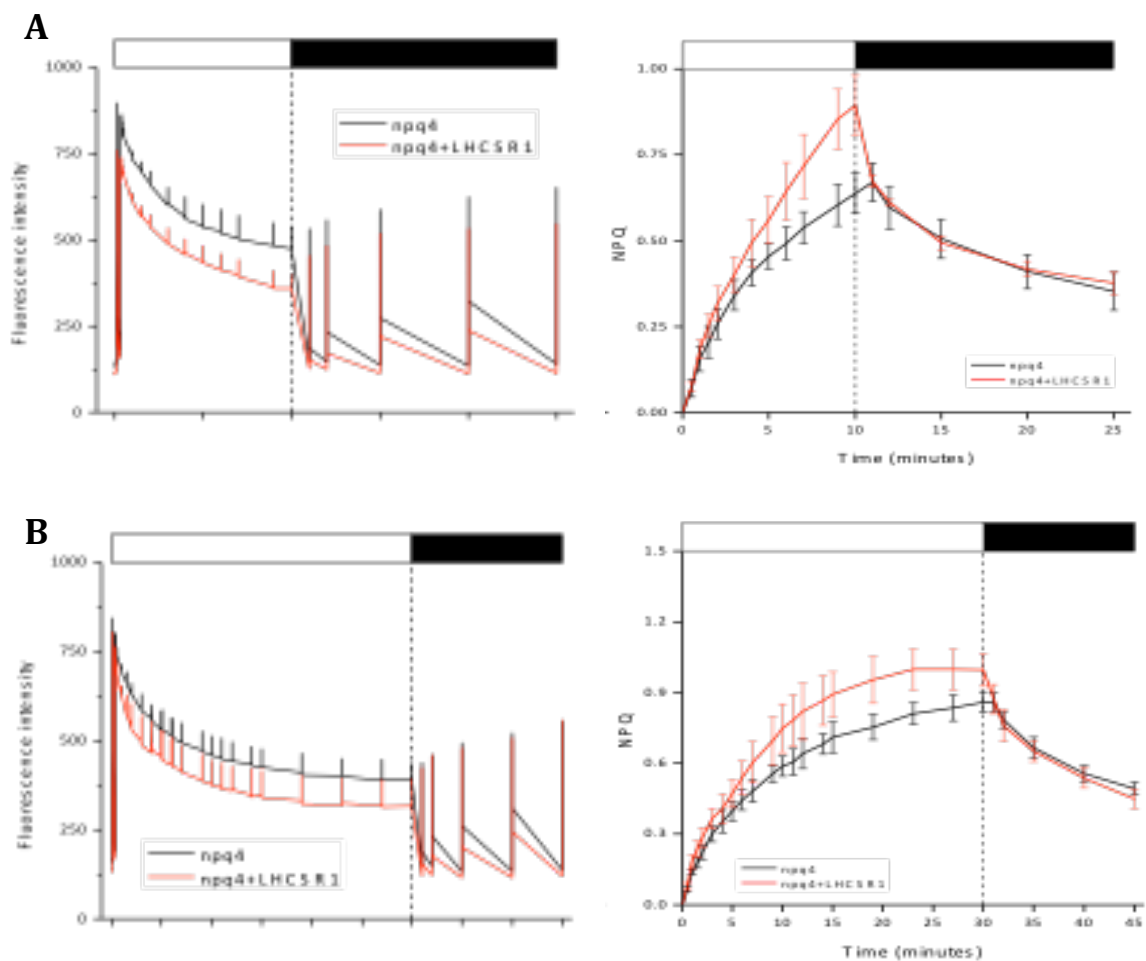 A
1000
750
500
250
0
Fluorescence intensity
npq4
npq4+LHCSR1
1.00
0.75
0.50
0.25
0.00
NPQ
npq4
npq4+LHCSR1
0 5 10 15 20 25
Time (minutes)
B
1000
750
500
250
0
Fluorescence intensity
npq4
npq4+LHCSR1
1.5
1.2
0.9
0.6
0.3
0.0
NPQ
npq4
npq4+LHCSR1
0 5 10 15 20 25 30 35 40 45
Time (minutes)